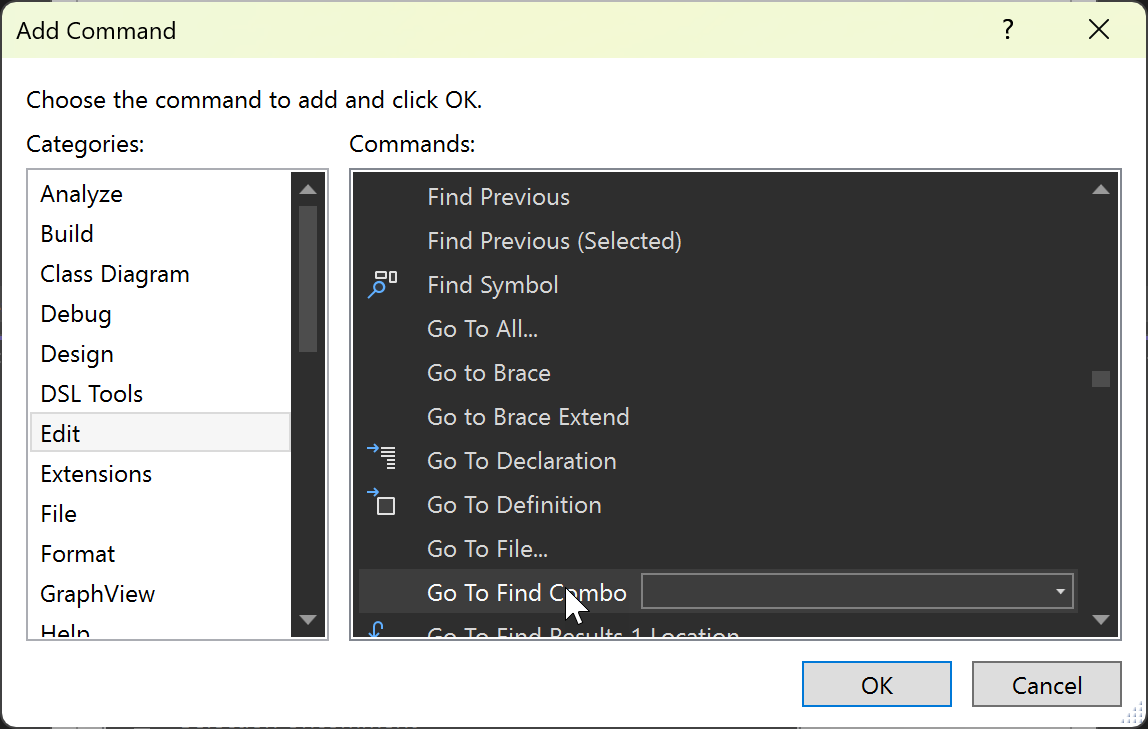 Add Command
?
Choose the command to add and click OK.
Categories:
Commands:
Analyze
Build
Class Diagram
Debug
Design
DSL Tools
Edit
Extensions
File
Format
GraphView
Help
Find Previous
Find Previous (Selected)
Find Symbol
Go To All...
Go to Brace
Go to Brace Extend
Go To Declaration
Go To Definition
Go To File...
Go To Find Combo
Go To Find Results 1 Location
OK
Cancel